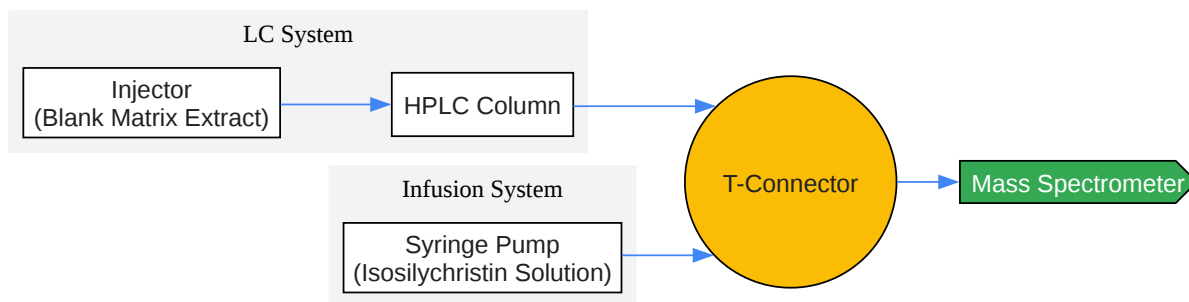 LC System
Injector
(Blank Matrix Extract)
HPLC Column
Infusion System
Syringe Pump
(Isosilychristin Solution)
T-Connector
Mass Spectrometer